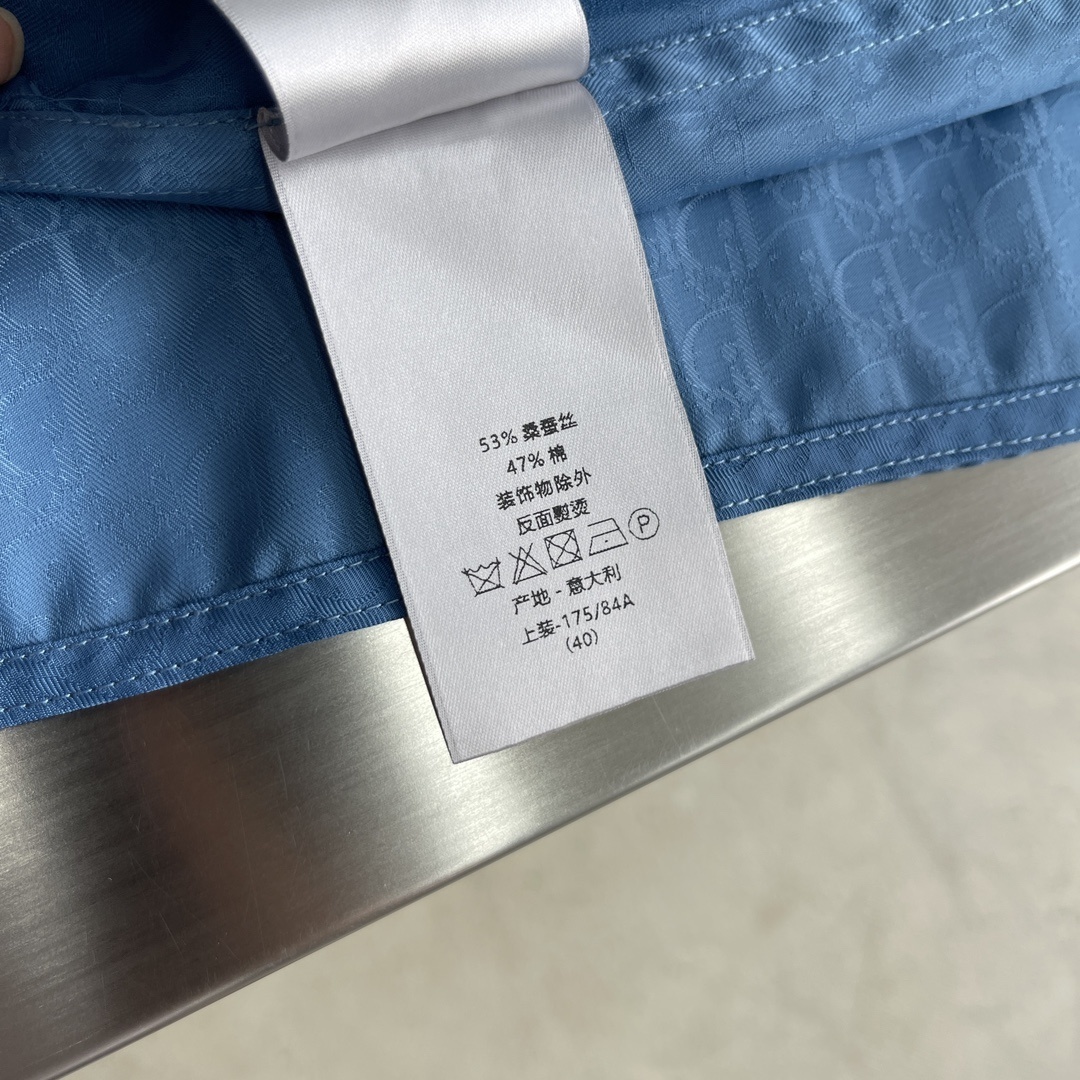 53% 桑蚕丝
47% 棉
装饰物除外
反面熨烫
P
产地 - 意大利
上装-175/84A
(40)